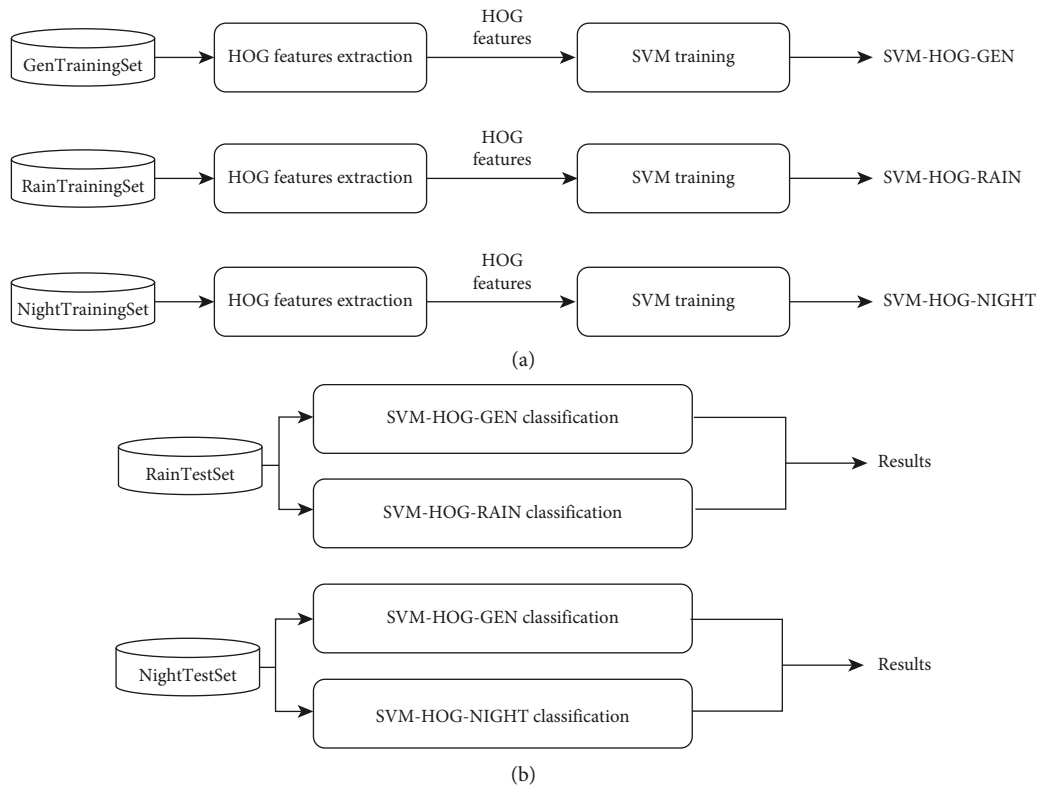 GenTrainingSet
HOG features extraction
HOG
features
SVM training
SVM-HOG-GEN
RainTrainingSet
HOG features extraction
HOG
features
SVM training
SVM-HOG-RAIN
NightTrainingSet
HOG features extraction
HOG
features
SVM training
SVM-HOG-NIGHT
(a)
RainTestSet
SVM-HOG-GEN classification
SVM-HOG-RAIN classification
Results
NightTestSet
SVM-HOG-GEN classification
SVM-HOG-NIGHT classification
Results
(b)